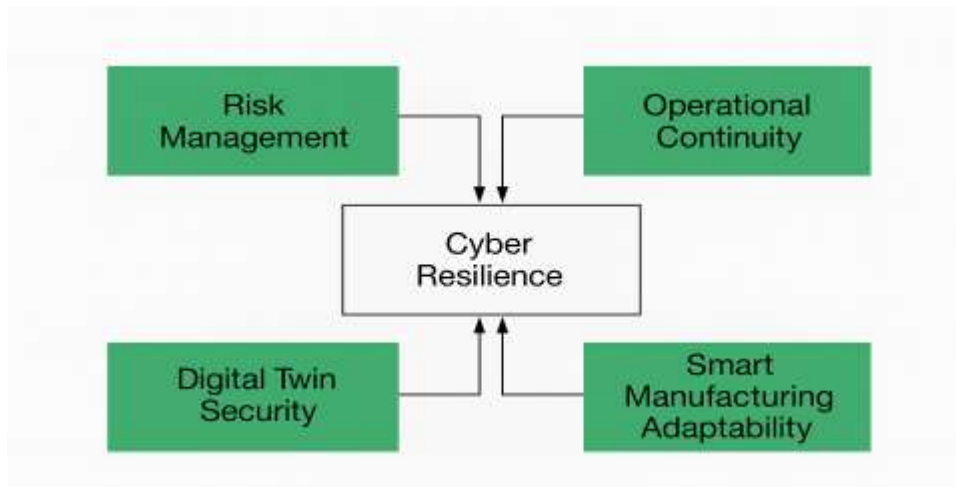 Risk
Management
Operational
Continuity
Cyber
Resilience
Digital Twin
Security
Smart
Manufacturing
Adaptability